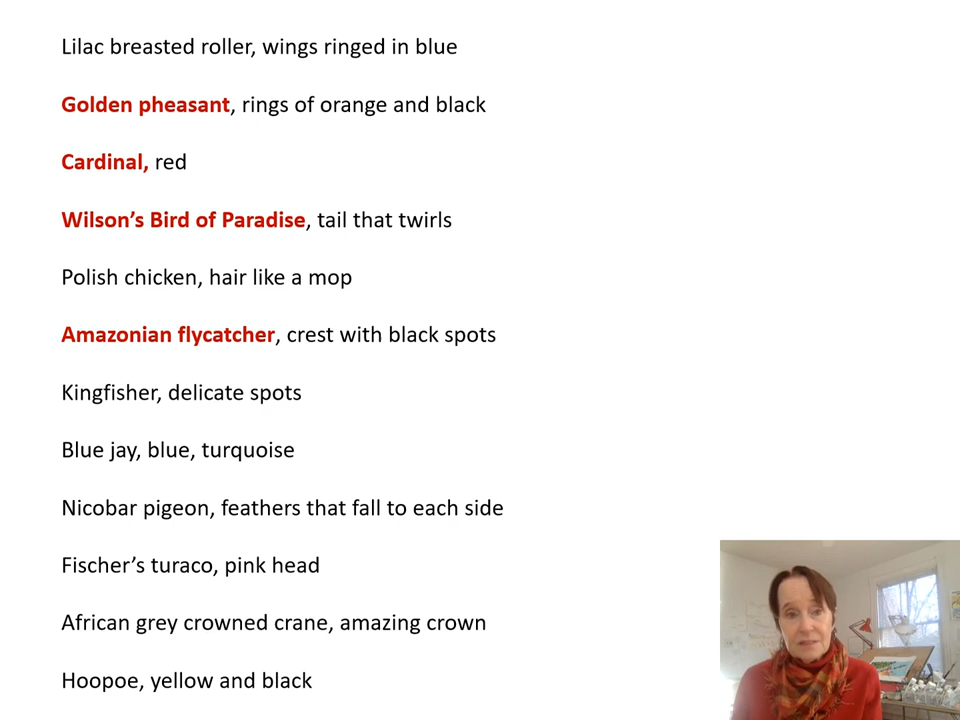 Lilac breasted roller, wings ringed in blue
Golden pheasant, rings of orange and black
Cardinal, red
Wilson’s Bird of Paradise, tail that twirls
Polish chicken, hair like a mop
Amazonian flycatcher, crest with black spots
Kingfisher, delicate spots
Blue jay, blue, turquoise
Nicobar pigeon, feathers that fall to each side
Fischer’s turaco, pink head
African grey crowned crane, amazing crown
Hoopoe, yellow and black